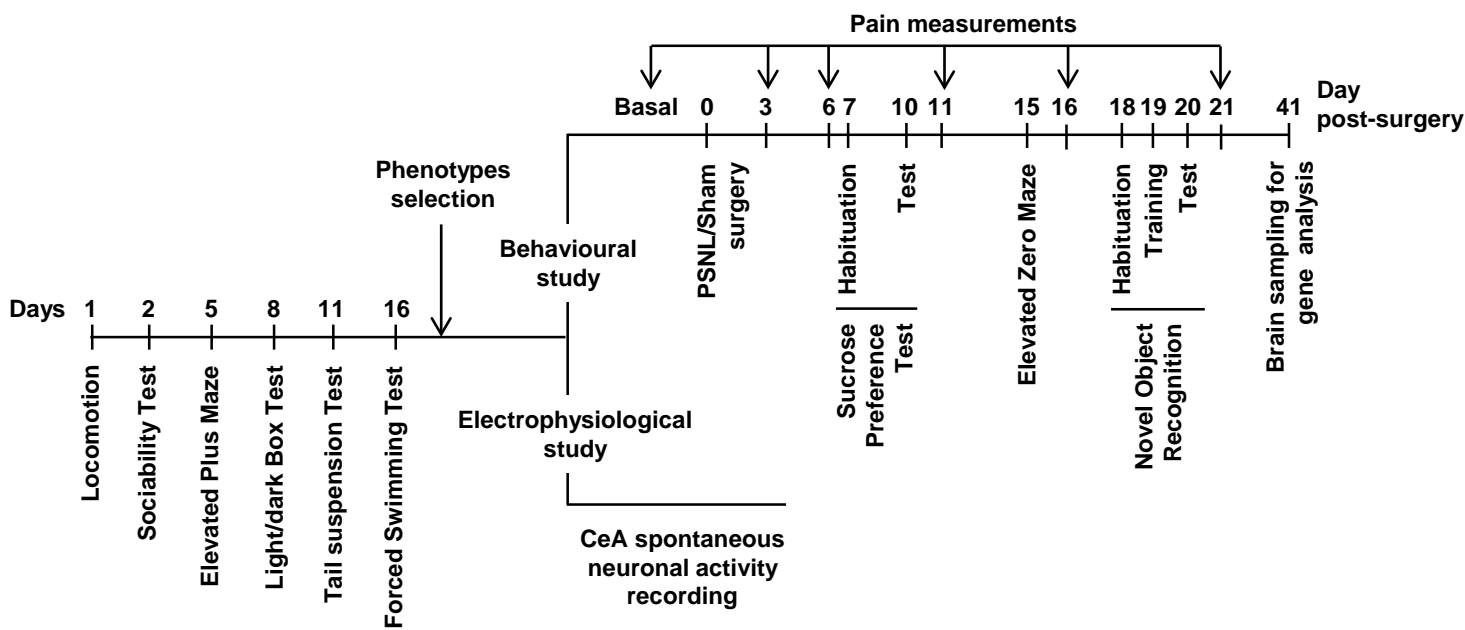 Pain measurements
Basal 0 3 6 7 10 11 15 16 18 19 20 21 41 Day
post-surgery
PSNL/Sham
surgery
Habituation
Test
Sucrose
Preference
Test
Elevated Zero Maze
Habituation
Training
Test
Novel Object
Recognition
Brain sampling for
gene analysis
Phenotypes
selection
Behavioural
study
Days 1 2 5 8 11 16
Locomotion
Sociability Test
Elevated Plus Maze
Light/dark Box Test
Tail suspension Test
Forced Swimming Test
Electrophysiological
study
CeA spontaneous
neuronal activity
recording